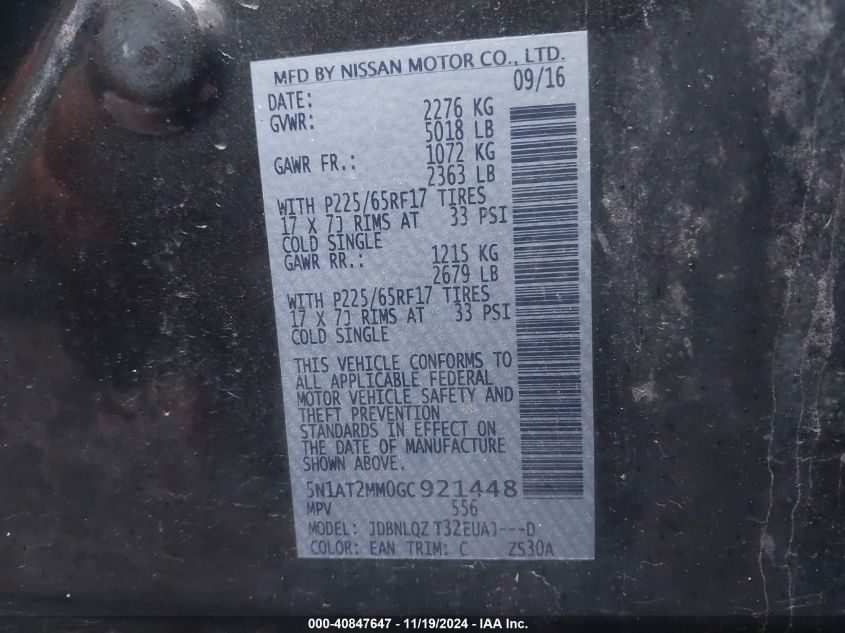 MFD BY NISSAN MOTOR CO., LTD.
DATE: 09/16
GVWR: 2276 KG
5018 LB
GAWR FR.: 1072 KG
2363 LB
WITH P225/65RF17 TIRES
17 X 7J RIMS AT 33 PSI
COLD SINGLE
GAWR RR.: 1215 KG
2679 LB
WITH P225/65RF17 TIRES
17 X 7J RIMS AT 33 PSI
COLD SINGLE
THIS VEHICLE CONFORMS TO
ALL APPLICABLE FEDERAL
MOTOR VEHICLE SAFETY AND
THEFT PREVENTION
STANDARDS IN EFFECT ON
THE DATE OF MANUFACTURE
SHOWN ABOVE.
5N1AT2MM0GC921448
MPV 556
MODEL: JDBNLQZ T32EUAJ---D
COLOR: EAN TRIM: C ZS30A
000-40847647 - 11/19/2024 - IAA Inc.